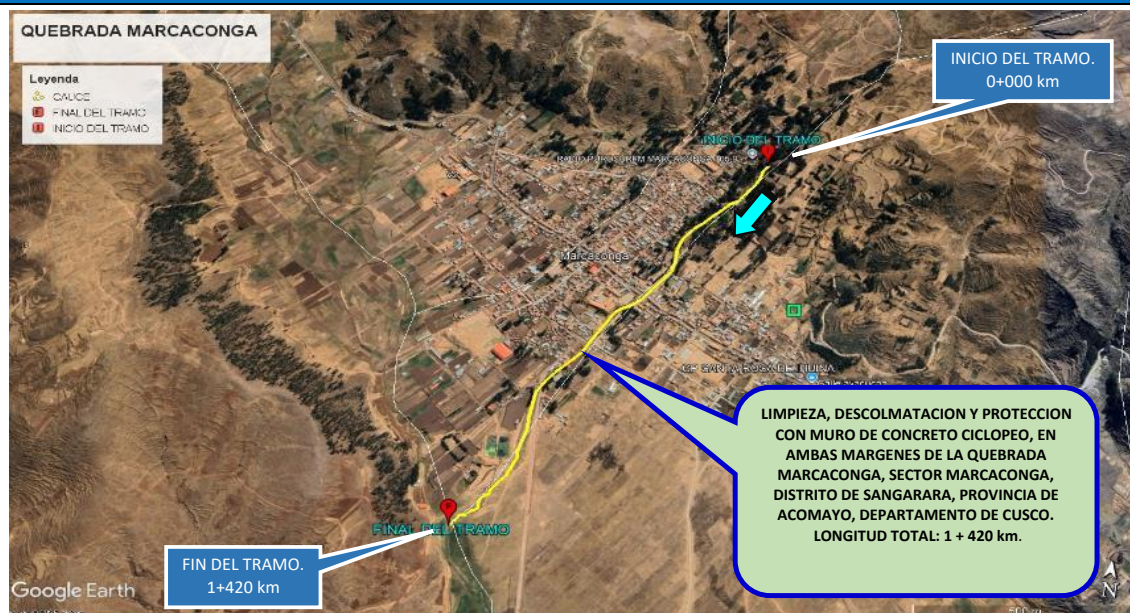 QUEBRADA MARCACONGA
Leyenda
CAUCE
FINAL DEL TRAMO
INICIO DEL TRAMO
INICIO DEL TRAMO.
0+000 km
INICIO DEL TRAMO
Marcaconga
LIMPIEZA, DESCOLMATACION Y PROTECCION
CON MURO DE CONCRETO CICLOPEO, EN
AMBAS MARGENES DE LA QUEBRADA
MARCACONGA, SECTOR MARCACONGA,
DISTRITO DE SANGARARA, PROVINCIA DE
ACOMAYO, DEPARTAMENTO DE CUSCO.
LONGITUD TOTAL: 1 + 420 km.
FINAL DEL TRAMO
FIN DEL TRAMO.
1+420 km
Google Earth
N